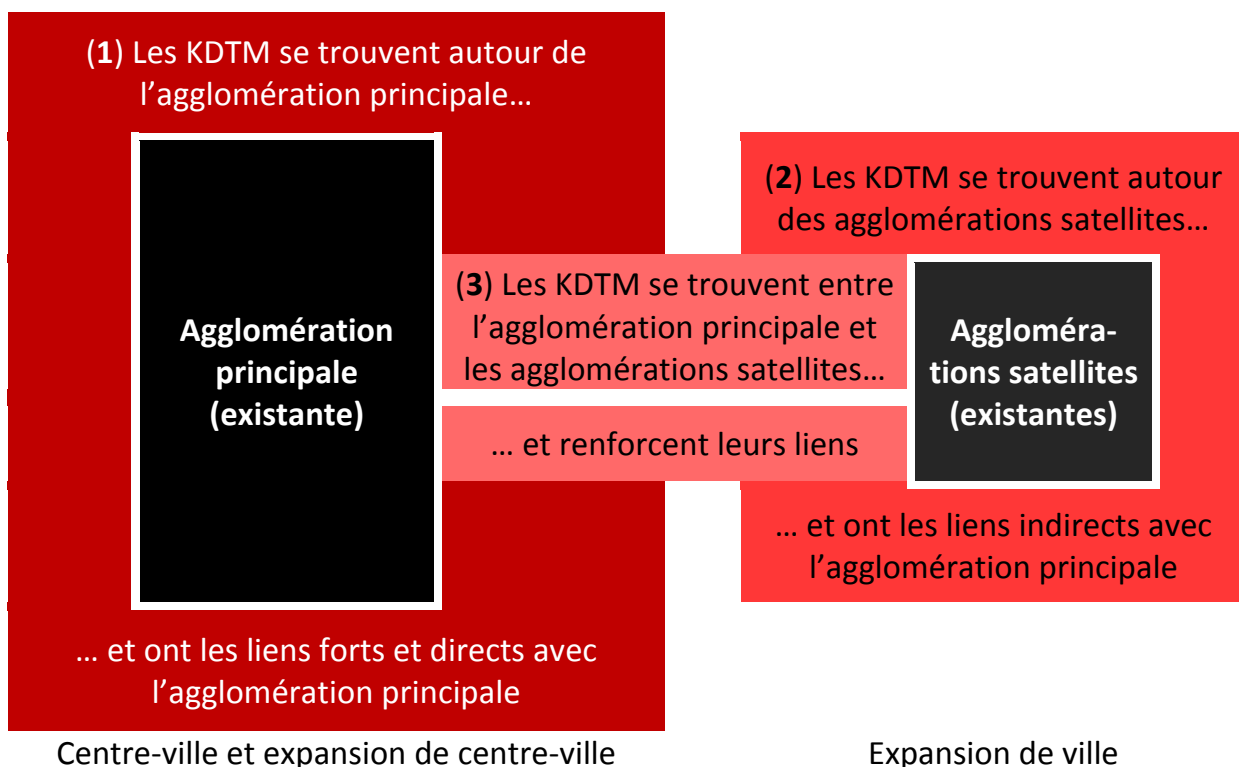 (1) Les KDTM se trouvent autour de
l’agglomération principale…
Agglomération
principale
(existante)
… et ont les liens forts et directs avec
l’agglomération principale
Centre-ville et expansion de centre-ville
(3) Les KDTM se trouvent entre
l’agglomération principale et
les agglomérations satellites…
… et renforcent leurs liens
(2) Les KDTM se trouvent autour
des agglomérations satellites…
Aggloméra-
tions satellites
(existantes)
… et ont les liens indirects avec
l’agglomération principale
Expansion de ville